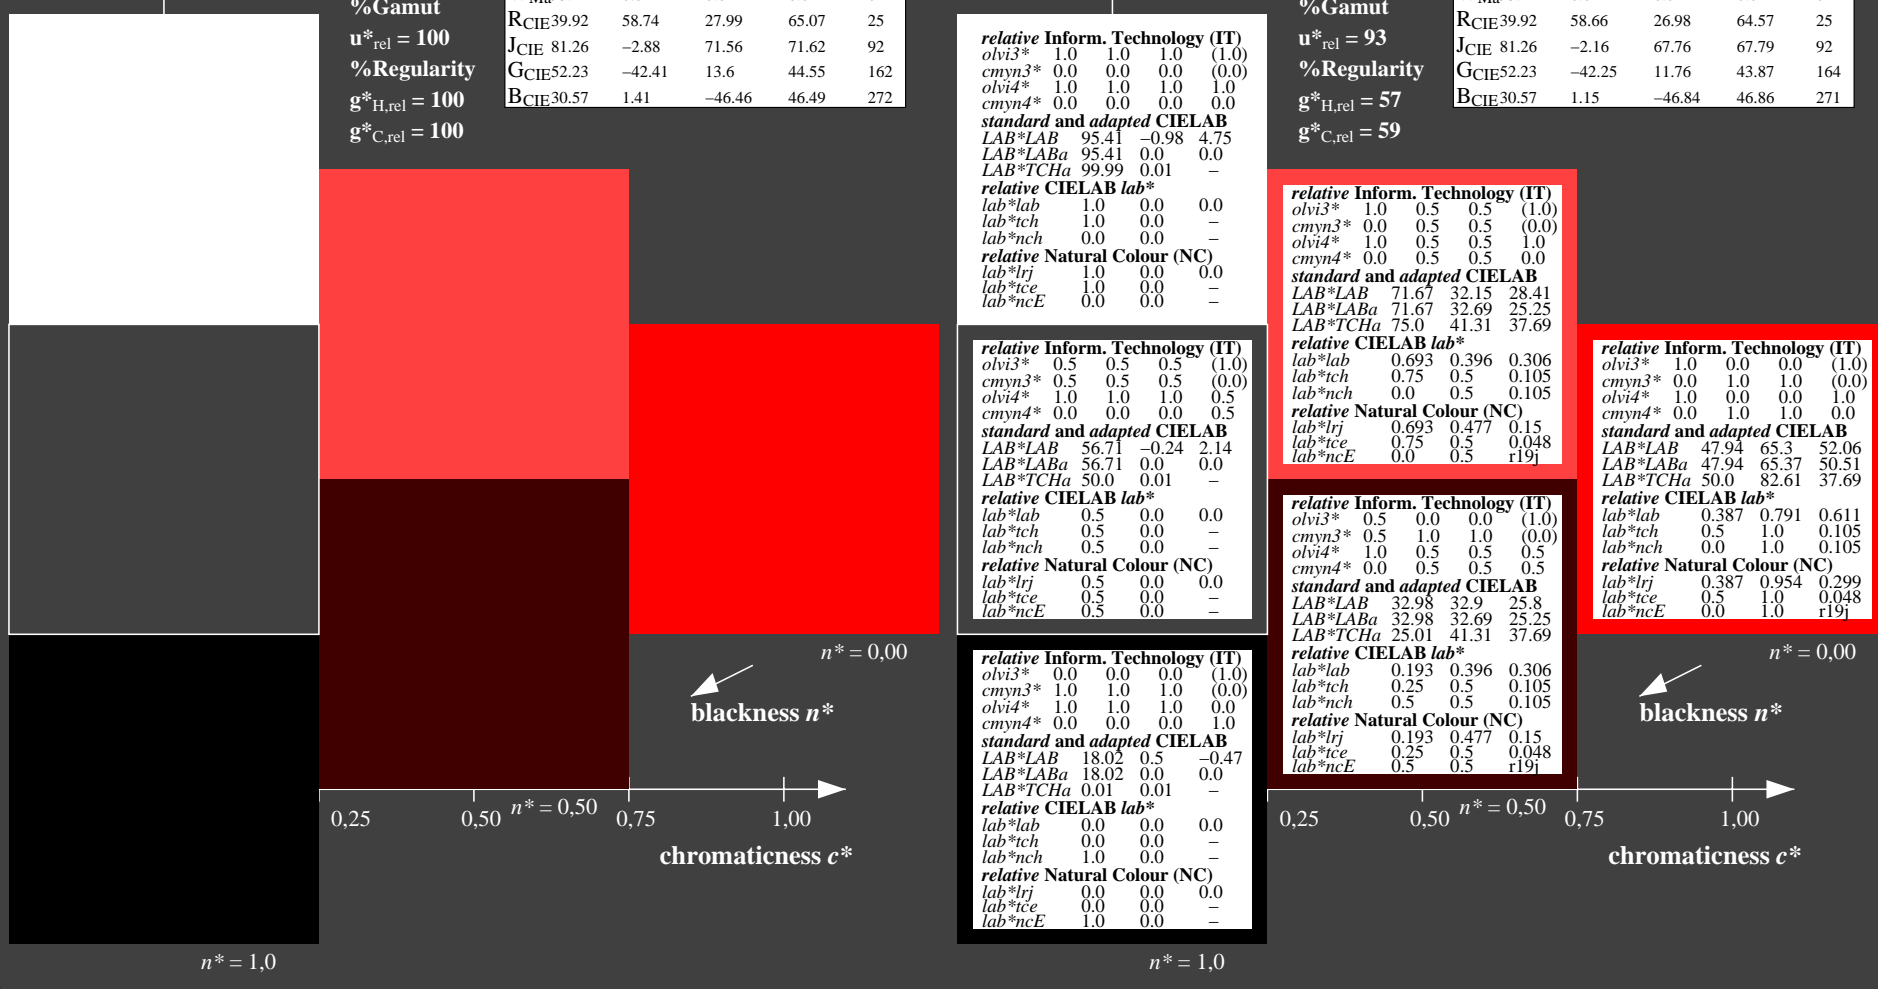 %Gamut
u*rel = 100
%Regularity
g*H,rel = 100
g*C,rel = 100
RCIE 39.92 58.74 27.99 65.07 25
JCIE 81.26 –2.88 71.56 71.62 92
GCIE 52.23 –42.41 13.6 44.55 162
BCIE 30.57 1.41 –46.46 46.49 272
n* = 0,00
blackness n*
0,25 0,50 n* = 0,50 0,75 1,00
chromaticness c*
n* = 1,0
%Gamut
u*rel = 93
%Regularity
g*H,rel = 57
g*C,rel = 59
RCIE 39.92 58.66 26.98 64.57 25
JCIE 81.26 –2.16 67.76 67.79 92
GCIE 52.23 –42.25 11.76 43.87 164
BCIE 30.57 1.15 –46.84 46.86 271
relative Inform. Technology (IT)
olvi3* 1.0 1.0 1.0 (1.0)
cmyn3* 0.0 0.0 0.0 (0.0)
olvi4* 1.0 1.0 1.0 1.0
cmyn4* 0.0 0.0 0.0 0.0
standard and adapted CIELAB
LAB*LAB 95.41 –0.98 4.75
LAB*LABa 95.41 0.0 0.0
LAB*TCHa 99.99 0.01 –
relative CIELAB lab*
lab*lab 1.0 0.0 0.0
lab*tch 1.0 0.0 –
lab*nch 0.0 0.0 –
relative Natural Colour (NC)
lab*lrj 1.0 0.0 0.0
lab*tce 1.0 0.0 –
lab*ncE 0.0 0.0 –
relative Inform. Technology (IT)
olvi3* 0.5 0.5 0.5 (1.0)
cmyn3* 0.5 0.5 0.5 (0.0)
olvi4* 1.0 1.0 1.0 0.5
cmyn4* 0.0 0.0 0.0 0.5
standard and adapted CIELAB
LAB*LAB 56.71 –0.24 2.14
LAB*LABa 56.71 0.0 0.0
LAB*TCHa 50.0 0.01 –
relative CIELAB lab*
lab*lab 0.5 0.0 0.0
lab*tch 0.5 0.0 –
lab*nch 0.5 0.0 –
relative Natural Colour (NC)
lab*lrj 0.5 0.0 0.0
lab*tce 0.5 0.0 –
lab*ncE 0.5 0.0 –
relative Inform. Technology (IT)
olvi3* 0.0 0.0 0.0 (1.0)
cmyn3* 1.0 1.0 1.0 (0.0)
olvi4* 1.0 1.0 1.0 0.0
cmyn4* 0.0 0.0 0.0 1.0
standard and adapted CIELAB
LAB*LAB 18.02 0.5 –0.47
LAB*LABa 18.02 0.0 0.0
LAB*TCHa 0.01 0.01 –
relative CIELAB lab*
lab*lab 0.0 0.0 0.0
lab*tch 0.0 0.0 –
lab*nch 1.0 0.0 –
relative Natural Colour (NC)
lab*lrj 0.0 0.0 0.0
lab*tce 0.0 0.0 –
lab*ncE 1.0 0.0 –
relative Inform. Technology (IT)
olvi3* 1.0 0.5 0.5 (1.0)
cmyn3* 0.0 0.5 0.5 (0.0)
olvi4* 1.0 0.5 0.5 1.0
cmyn4* 0.0 0.5 0.5 0.0
standard and adapted CIELAB
LAB*LAB 71.67 32.15 28.41
LAB*LABa 71.67 32.69 25.25
LAB*TCHa 75.0 41.31 37.69
relative CIELAB lab*
lab*lab 0.693 0.396 0.306
lab*tch 0.75 0.5 0.105
lab*nch 0.0 0.5 0.105
relative Natural Colour (NC)
lab*lrj 0.693 0.477 0.15
lab*tce 0.75 0.5 0.048
lab*ncE 0.0 0.5 r19j
relative Inform. Technology (IT)
olvi3* 0.5 0.0 0.0 (1.0)
cmyn3* 0.5 1.0 1.0 (0.0)
olvi4* 1.0 0.5 0.5 0.5
cmyn4* 0.0 0.5 0.5 0.5
standard and adapted CIELAB
LAB*LAB 32.98 32.9 25.8
LAB*LABa 32.98 32.69 25.25
LAB*TCHa 25.01 41.31 37.69
relative CIELAB lab*
lab*lab 0.193 0.396 0.306
lab*tch 0.25 0.5 0.105
lab*nch 0.5 0.5 0.105
relative Natural Colour (NC)
lab*lrj 0.193 0.477 0.15
lab*tce 0.25 0.5 0.048
lab*ncE 0.5 0.5 r19j
relative Inform. Technology (IT)
olvi3* 1.0 0.0 0.0 (1.0)
cmyn3* 0.0 1.0 1.0 (0.0)
olvi4* 1.0 0.0 0.0 1.0
cmyn4* 0.0 1.0 1.0 0.0
standard and adapted CIELAB
LAB*LAB 47.94 65.3 52.06
LAB*LABa 47.94 65.37 50.51
LAB*TCHa 50.0 82.61 37.69
relative CIELAB lab*
lab*lab 0.387 0.791 0.611
lab*tch 0.5 1.0 0.105
lab*nch 0.0 1.0 0.105
relative Natural Colour (NC)
lab*lrj 0.387 0.954 0.299
lab*tce 0.5 1.0 0.048
lab*ncE 0.0 1.0 r19j
n* = 0,00
blackness n*
0,25 0,50 n* = 0,50 0,75 1,00
chromaticness c*
n* = 1,0